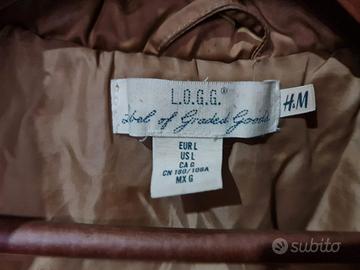 L.O.G.G.®
Label of Graded Goods
H&M
EUR L
US L
CA G
CN 180/108A
MX G
subito